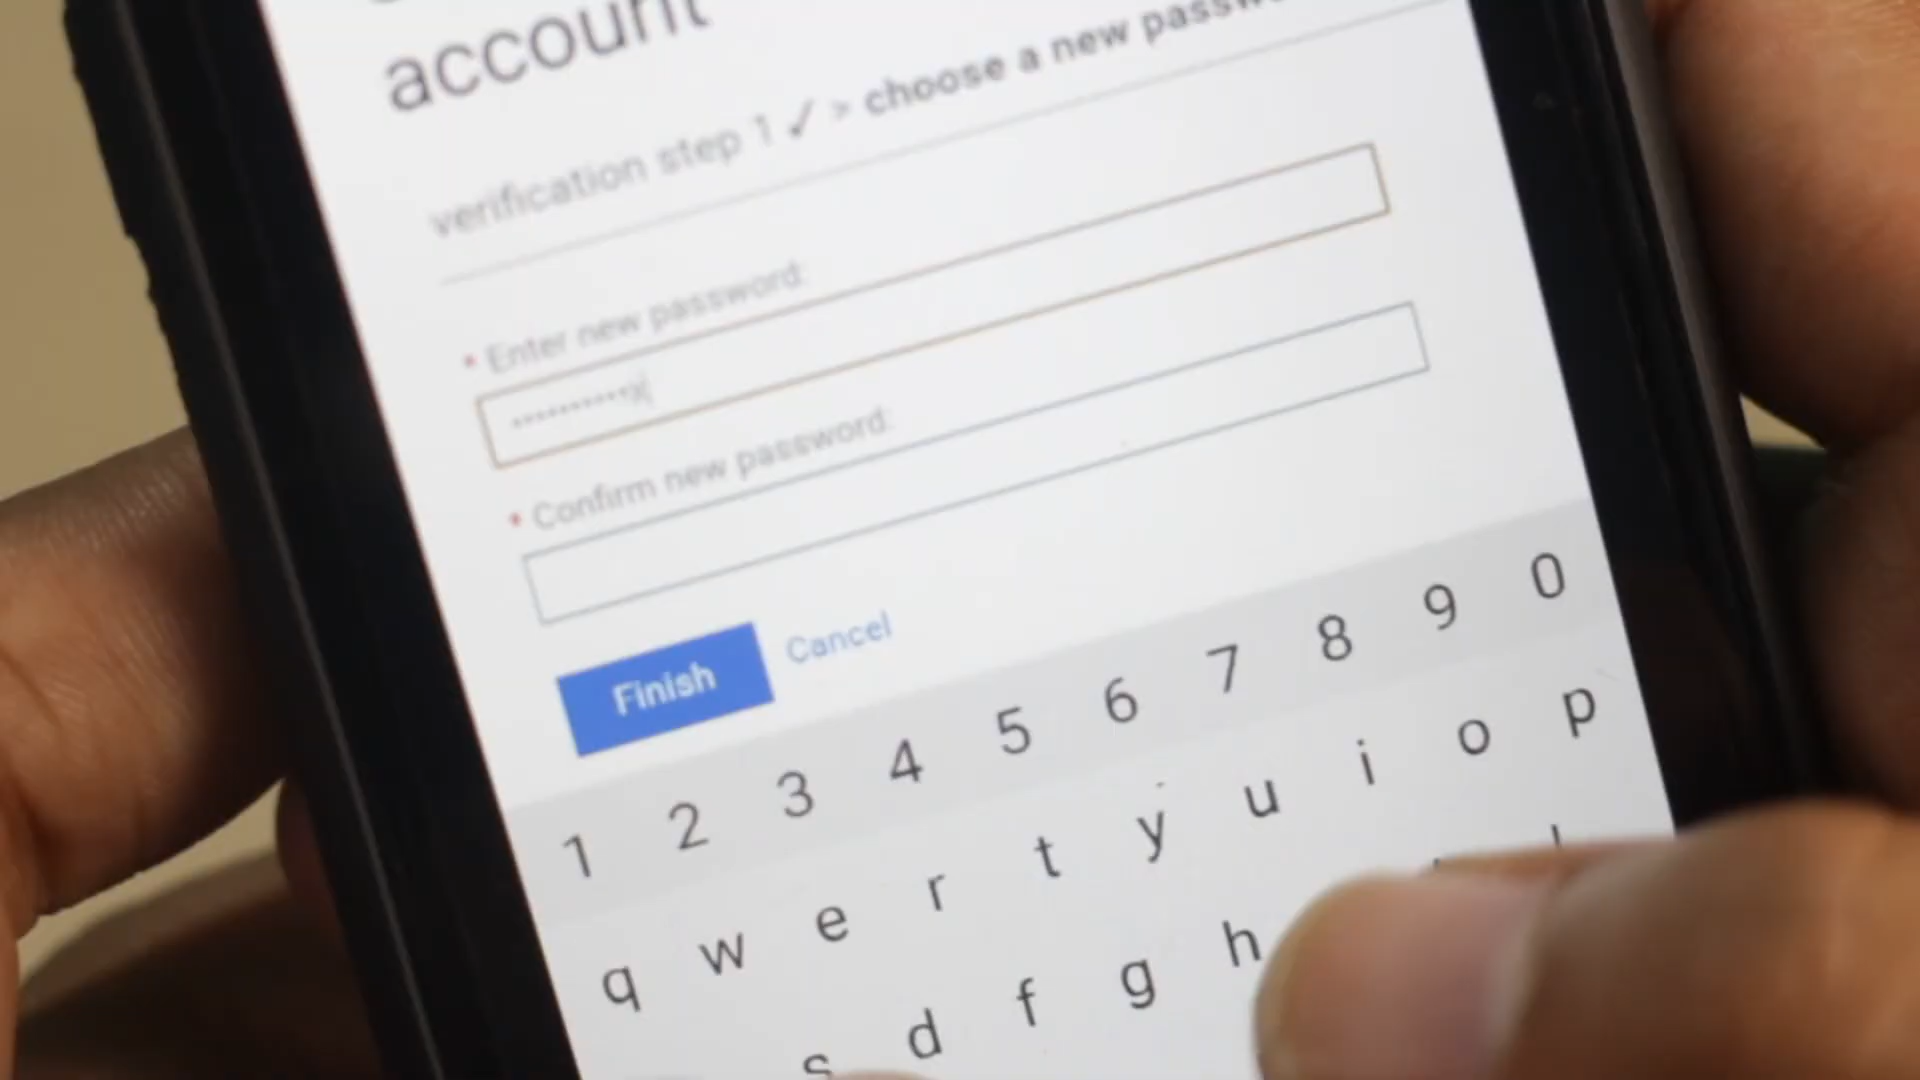 account
verification step 1 ✓ > choose a new
* Enter new password:
* Confirm new password:
Finish Cancel
1 2 3 4 5 6 7 8 9 0
q w e r t y u i o p
s d f g h